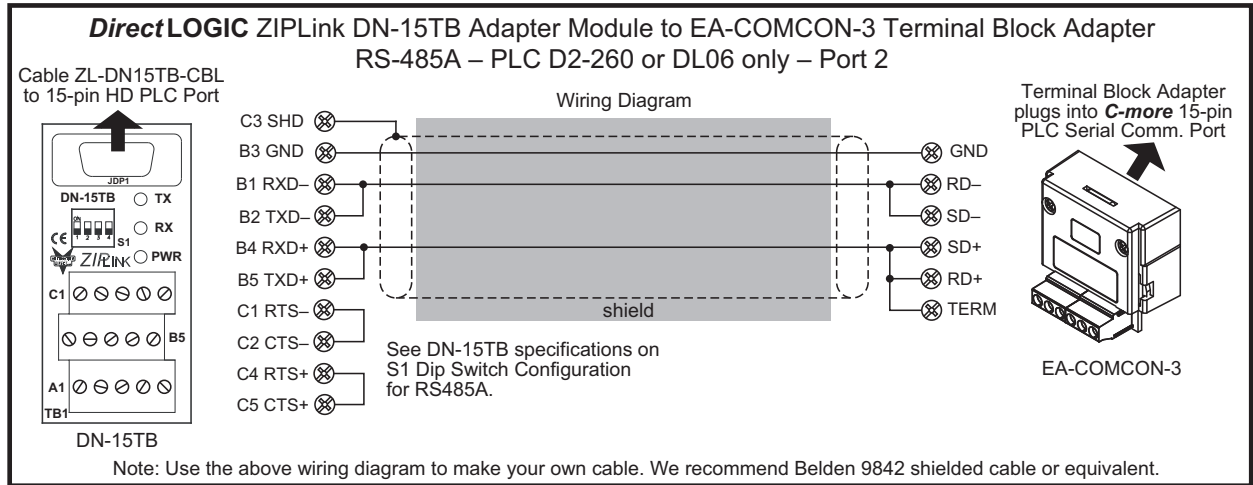 DirectLOGIC ZIPLink DN-15TB Adapter Module to EA-COMCON-3 Terminal Block Adapter
RS-485A – PLC D2-260 or DL06 only – Port 2
Cable ZL-DN15TB-CBL
to 15-pin HD PLC Port
JDP1
DN-15TB
TX
ON
1 2 3 4
S1
RX
CE
ZIPLINK
PWR
C1
B5
A1
TB1
DN-15TB
Wiring Diagram
C3 SHD
B3 GND
B1 RXD–
B2 TXD–
B4 RXD+
B5 TXD+
C1 RTS–
C2 CTS–
C4 RTS+
C5 CTS+
shield
See DN-15TB specifications on
S1 Dip Switch Configuration
for RS485A.
GND
RD–
SD–
SD+
RD+
TERM
Terminal Block Adapter
plugs into C-more 15-pin
PLC Serial Comm. Port
EA-COMCON-3
Note: Use the above wiring diagram to make your own cable. We recommend Belden 9842 shielded cable or equivalent.